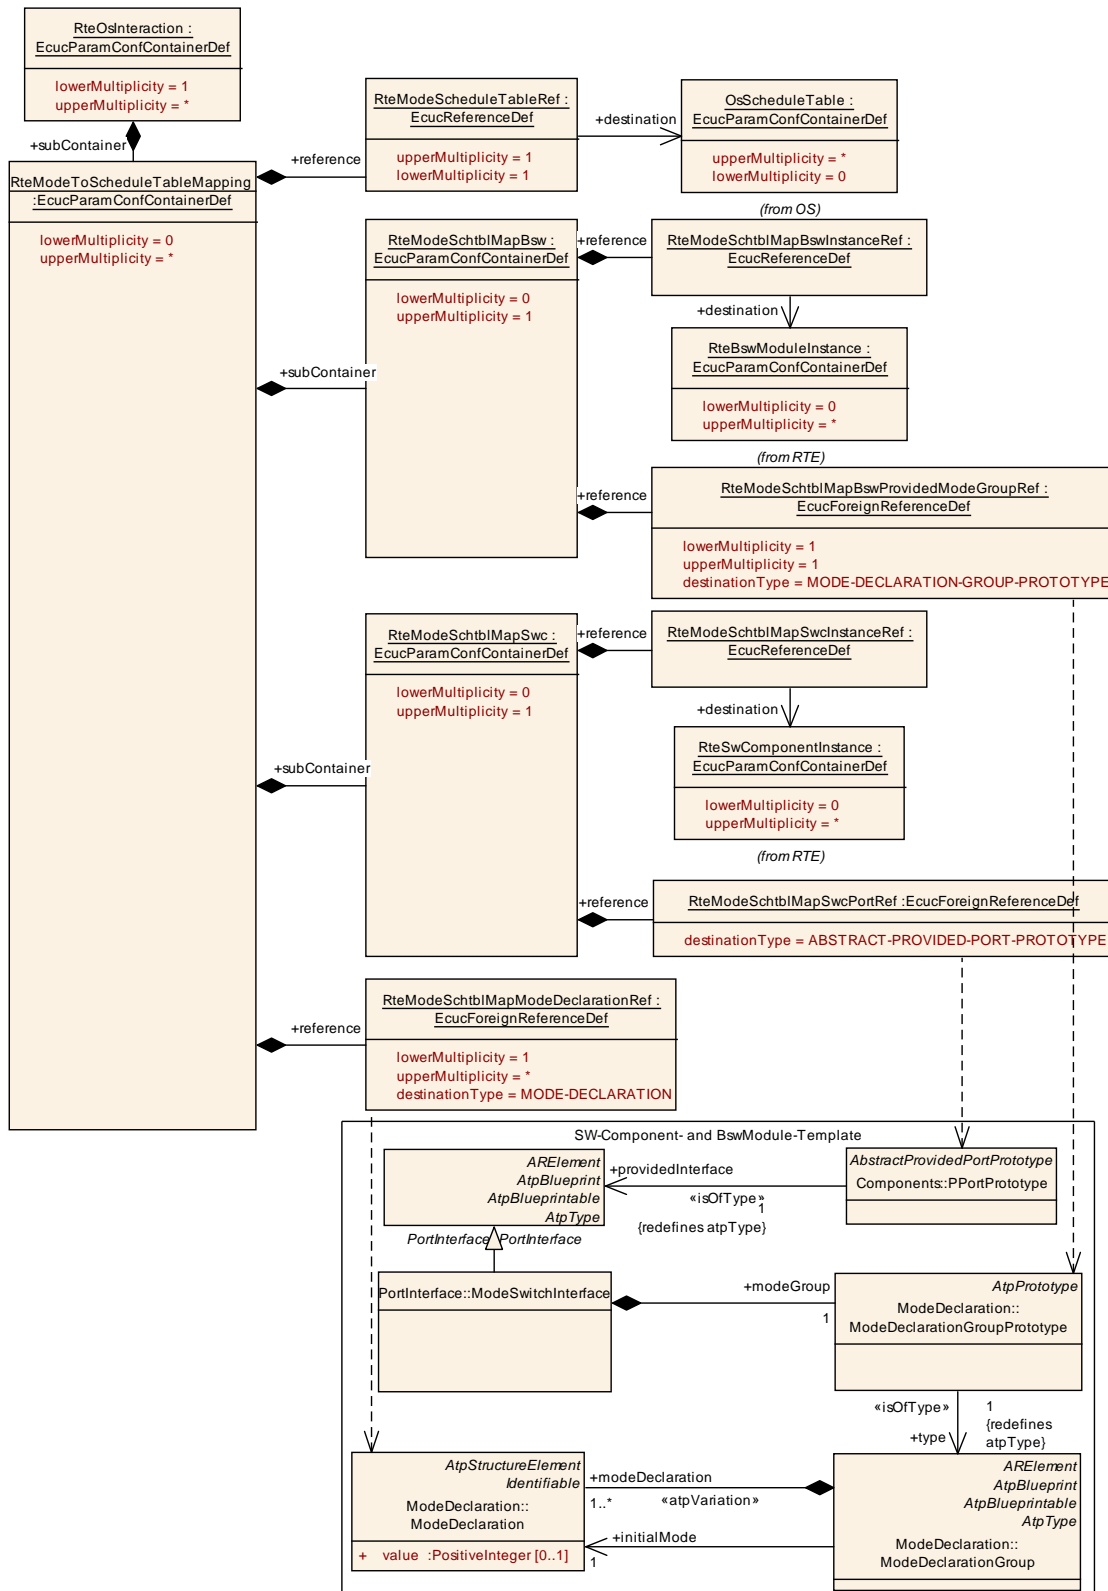 RteOsInteraction :
EcucParamConfContainerDef
lowerMultiplicity = 1
upperMultiplicity = *
+subContainer
RteModeToScheduleTableMapping
:EcucParamConfContainerDef
lowerMultiplicity = 0
upperMultiplicity = *
+reference
RteModeScheduleTableRef :
EcucReferenceDef
upperMultiplicity = 1
lowerMultiplicity = 1
+destination
OsScheduleTable :
EcucParamConfContainerDef
upperMultiplicity = *
lowerMultiplicity = 0
(from OS)
+subContainer
RteModeSchtblMapBsw :
EcucParamConfContainerDef
lowerMultiplicity = 0
upperMultiplicity = 1
+reference
RteModeSchtblMapBswInstanceRef :
EcucReferenceDef
+destination
RteBswModuleInstance :
EcucParamConfContainerDef
lowerMultiplicity = 0
upperMultiplicity = *
(from RTE)
+reference
RteModeSchtblMapBswProvidedModeGroupRef :
EcucForeignReferenceDef
lowerMultiplicity = 1
upperMultiplicity = 1
destinationType = MODE-DECLARATION-GROUP-PROTOTYPE
+subContainer
RteModeSchtblMapSwc :
EcucParamConfContainerDef
lowerMultiplicity = 0
upperMultiplicity = 1
+reference
RteModeSchtblMapSwcInstanceRef :
EcucReferenceDef
+destination
RteSwComponentInstance :
EcucParamConfContainerDef
lowerMultiplicity = 0
upperMultiplicity = *
(from RTE)
+reference
RteModeSchtblMapSwcPortRef :EcucForeignReferenceDef
destinationType = ABSTRACT-PROVIDED-PORT-PROTOTYPE
+reference
RteModeSchtblMapModeDeclarationRef :
EcucForeignReferenceDef
lowerMultiplicity = 1
upperMultiplicity = *
destinationType = MODE-DECLARATION
SW-Component- and BswModule-Template
ARElement
AtpBlueprint
AtpBlueprintable
AtpType
PortInterface PortInterface
+providedInterface
«isOfType»
1
{redefines atpType}
AbstractProvidedPortPrototype
Components::PPortPrototype
PortInterface::ModeSwitchInterface
+modeGroup
1
AtpPrototype
ModeDeclaration::
ModeDeclarationGroupPrototype
«isOfType»
1
{redefines
atpType}
+type
AtpStructureElement
Identifiable
ModeDeclaration::
ModeDeclaration
+ value :PositiveInteger [0..1]
+modeDeclaration
1..*
«atpVariation»
+initialMode
1
ARElement
AtpBlueprint
AtpBlueprintable
AtpType
ModeDeclaration::
ModeDeclarationGroup